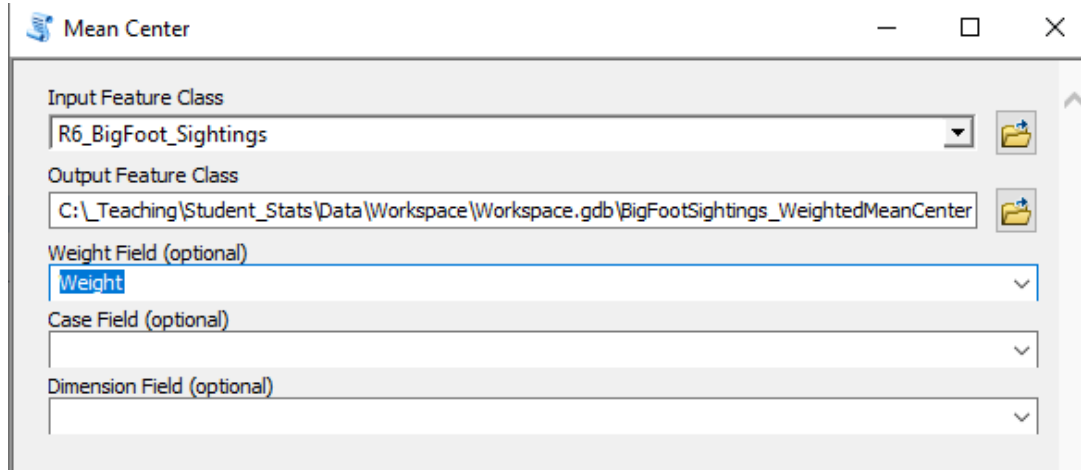 Mean Center
Input Feature Class
R6_BigFoot_Sightings
Output Feature Class
C:\_Teaching\Student_Stats\Data\Workspace\Workspace.gdb\BigFootSightings_WeightedMeanCenter
Weight Field (optional)
Weight
Case Field (optional)
Dimension Field (optional)